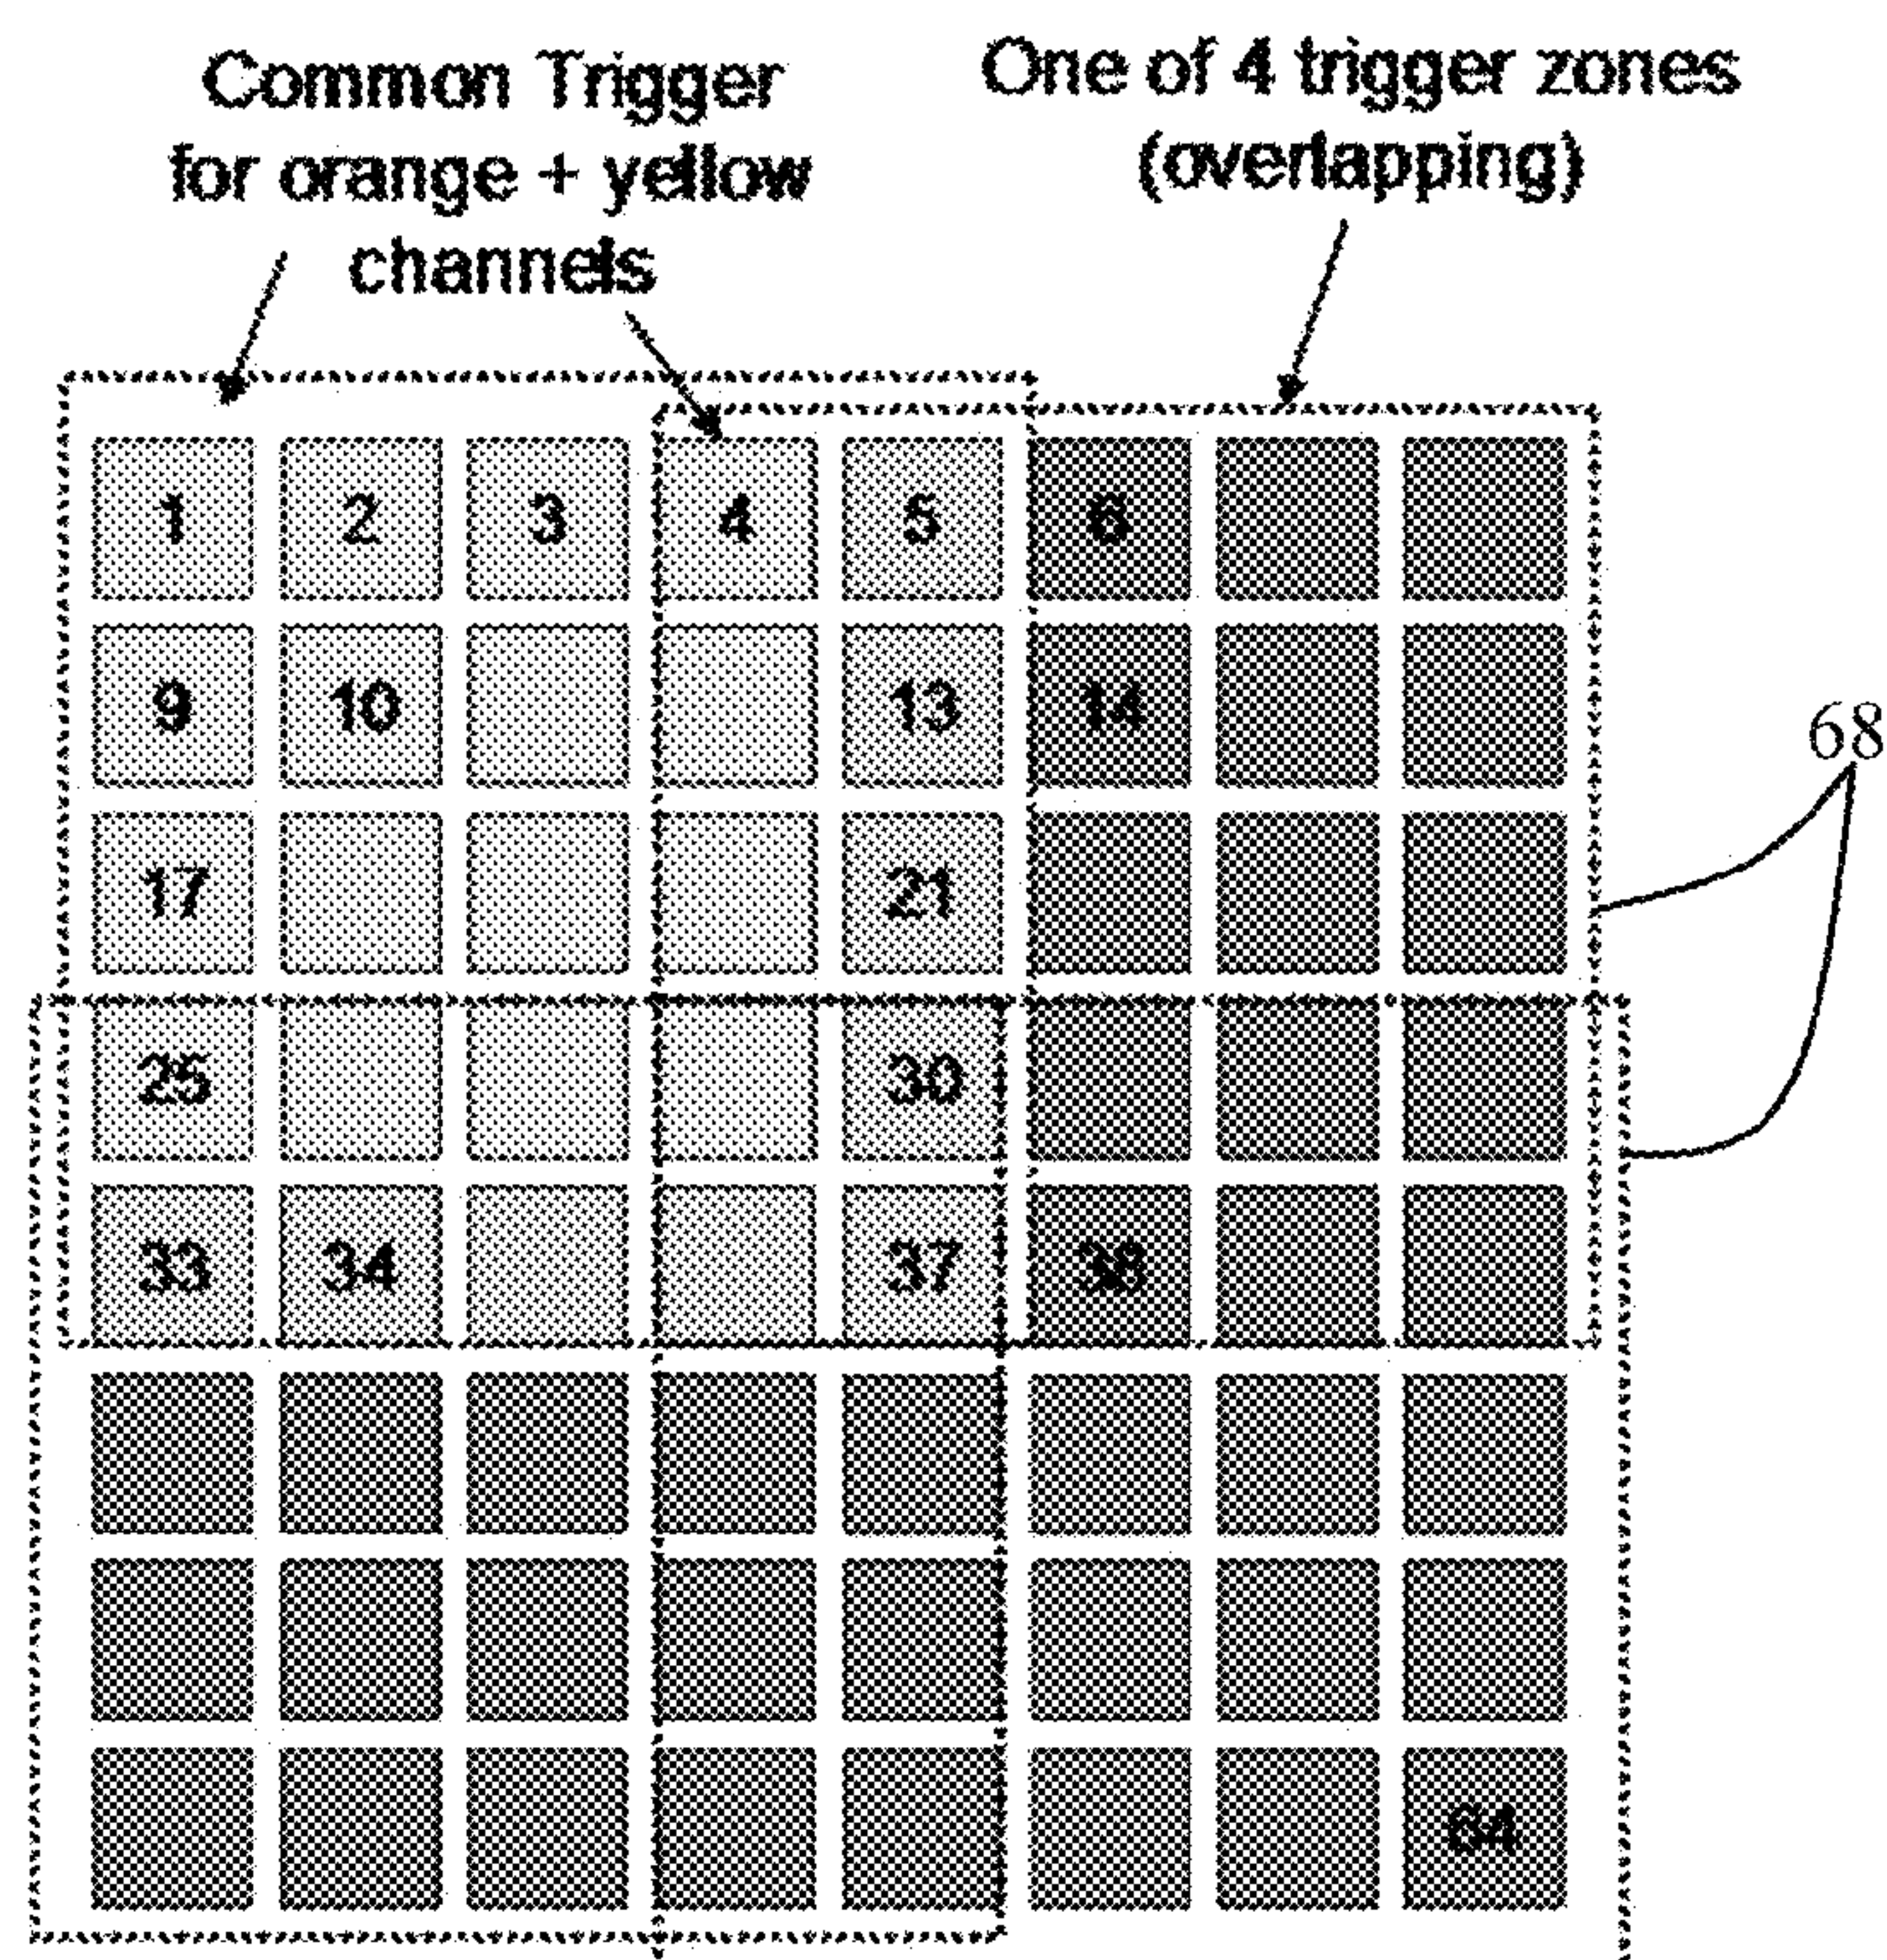 Common Trigger
for orange + yellow
channels
One of 4 trigger zones
(overlapping)
1 2 3 4 5 6
9 10 13 14
68
17 21
25 30
33 34 37 38
64